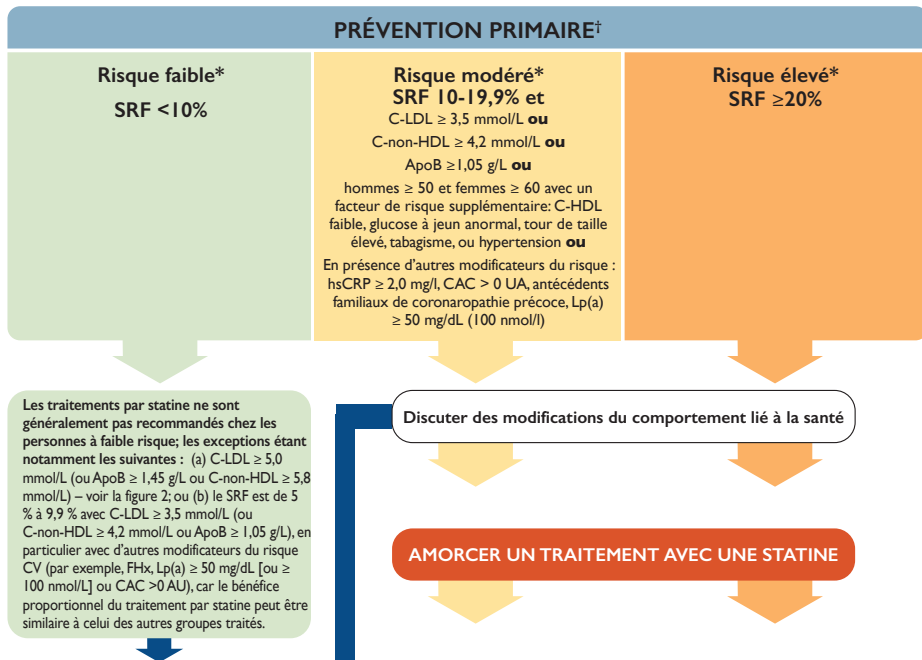 PRÉVENTION PRIMAIRE†
Risque faible*
SRF <10%
Risque modéré*
SRF 10-19,9% et
C-LDL ≥ 3,5 mmol/L ou
C-non-HDL ≥ 4,2 mmol/L ou
ApoB ≥1,05 g/L ou
hommes ≥ 50 et femmes ≥ 60 avec un
facteur de risque supplémentaire: C-HDL
faible, glucose à jeun anormal, tour de taille
élevé, tabagisme, ou hypertension ou
En présence d'autres modificateurs du risque :
hsCRP ≥ 2,0 mg/l, CAC > 0 UA, antécédents
familiaux de coronaropathie précoce, Lp(a)
≥ 50 mg/dL (100 nmol/l)
Risque élevé*
SRF ≥20%
Les traitements par statine ne sont
généralement pas recommandés chez les
personnes à faible risque; les exceptions étant
notamment les suivantes : (a) C-LDL ≥ 5,0
mmol/L (ou ApoB ≥ 1,45 g/L ou C-non-HDL ≥ 5,8
mmol/L) – voir la figure 2; ou (b) le SRF est de 5
% à 9,9 % avec C-LDL ≥ 3,5 mmol/L (ou
C-non-HDL ≥ 4,2 mmol/L ou ApoB ≥ 1,05 g/L), en
particulier avec d'autres modificateurs du risque
CV (par exemple, FHx, Lp(a) ≥ 50 mg/dL [ou ≥
100 nmol/L] ou CAC >0 AU), car le bénéfice
proportionnel du traitement par statine peut être
similaire à celui des autres groupes traités.
Discuter des modifications du comportement lié à la santé
AMORCER UN TRAITEMENT AVEC UNE STATINE